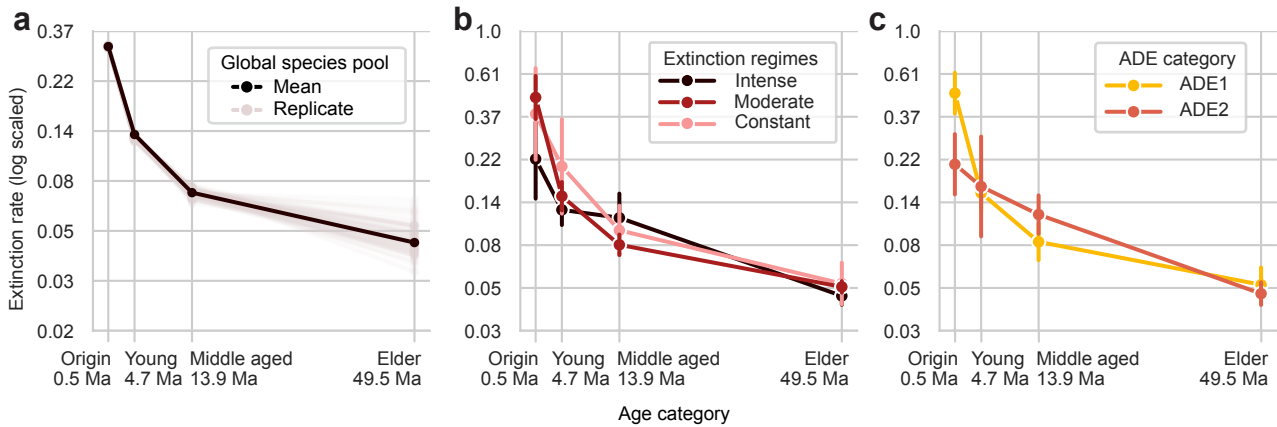 a
Extinction rate (log scaled)
0.37
0.22
0.14
0.08
0.05
0.03
0.02
Global species pool
Mean
Replicate
Origin
0.5 Ma
Young
4.7 Ma
Middle aged
13.9 Ma
Elder
49.5 Ma
b
1.0
0.61
0.37
0.22
0.14
0.08
0.05
0.03
Extinction regimes
Intense
Moderate
Constant
Origin
0.5 Ma
Young
4.7 Ma
Middle aged
13.9 Ma
Elder
49.5 Ma
Age category
c
1.0
0.61
0.37
0.22
0.14
0.08
0.05
0.03
ADE category
ADE1
ADE2
Origin
0.5 Ma
Young
4.7 Ma
Middle aged
13.9 Ma
Elder
49.5 Ma